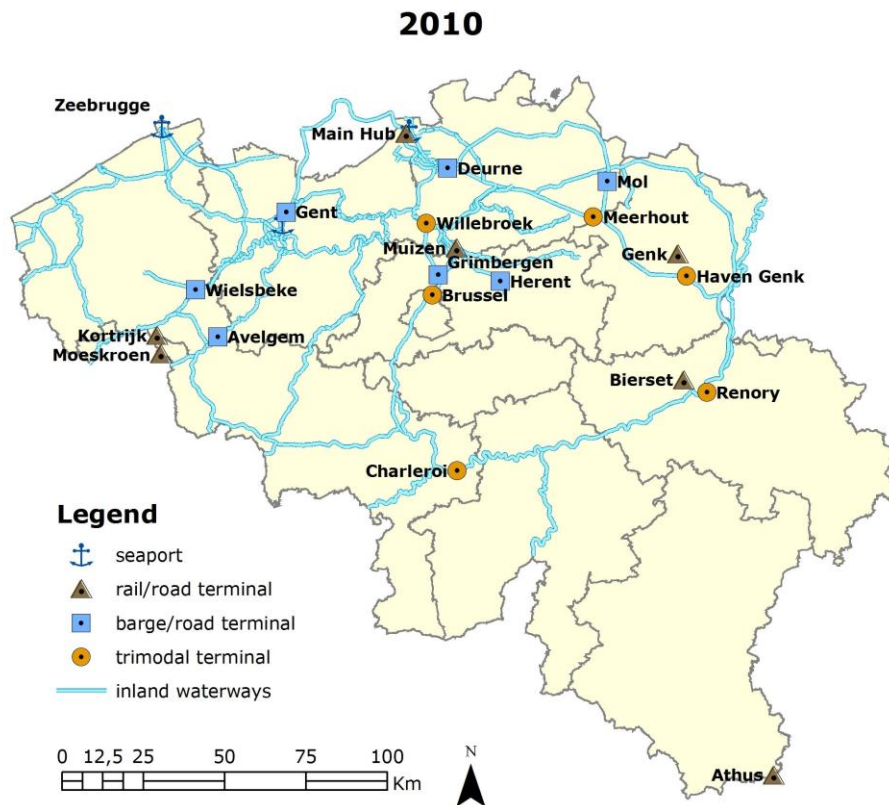 2010
Zeebrugge
Main Hub
Deurne
Mol
Gent
Willebroek
Meerhout
Muizen
Genk
Grimbergen
Haven Genk
Herent
Wielsbeke
Brussel
Kortrijk
Avelgem
Moeskroen
Bierset
Renory
Charleroi
Legend
seaport
rail/road terminal
barge/road terminal
trimodal terminal
inland waterways
0 12,5 25 50 75 100
Km
N
Athus